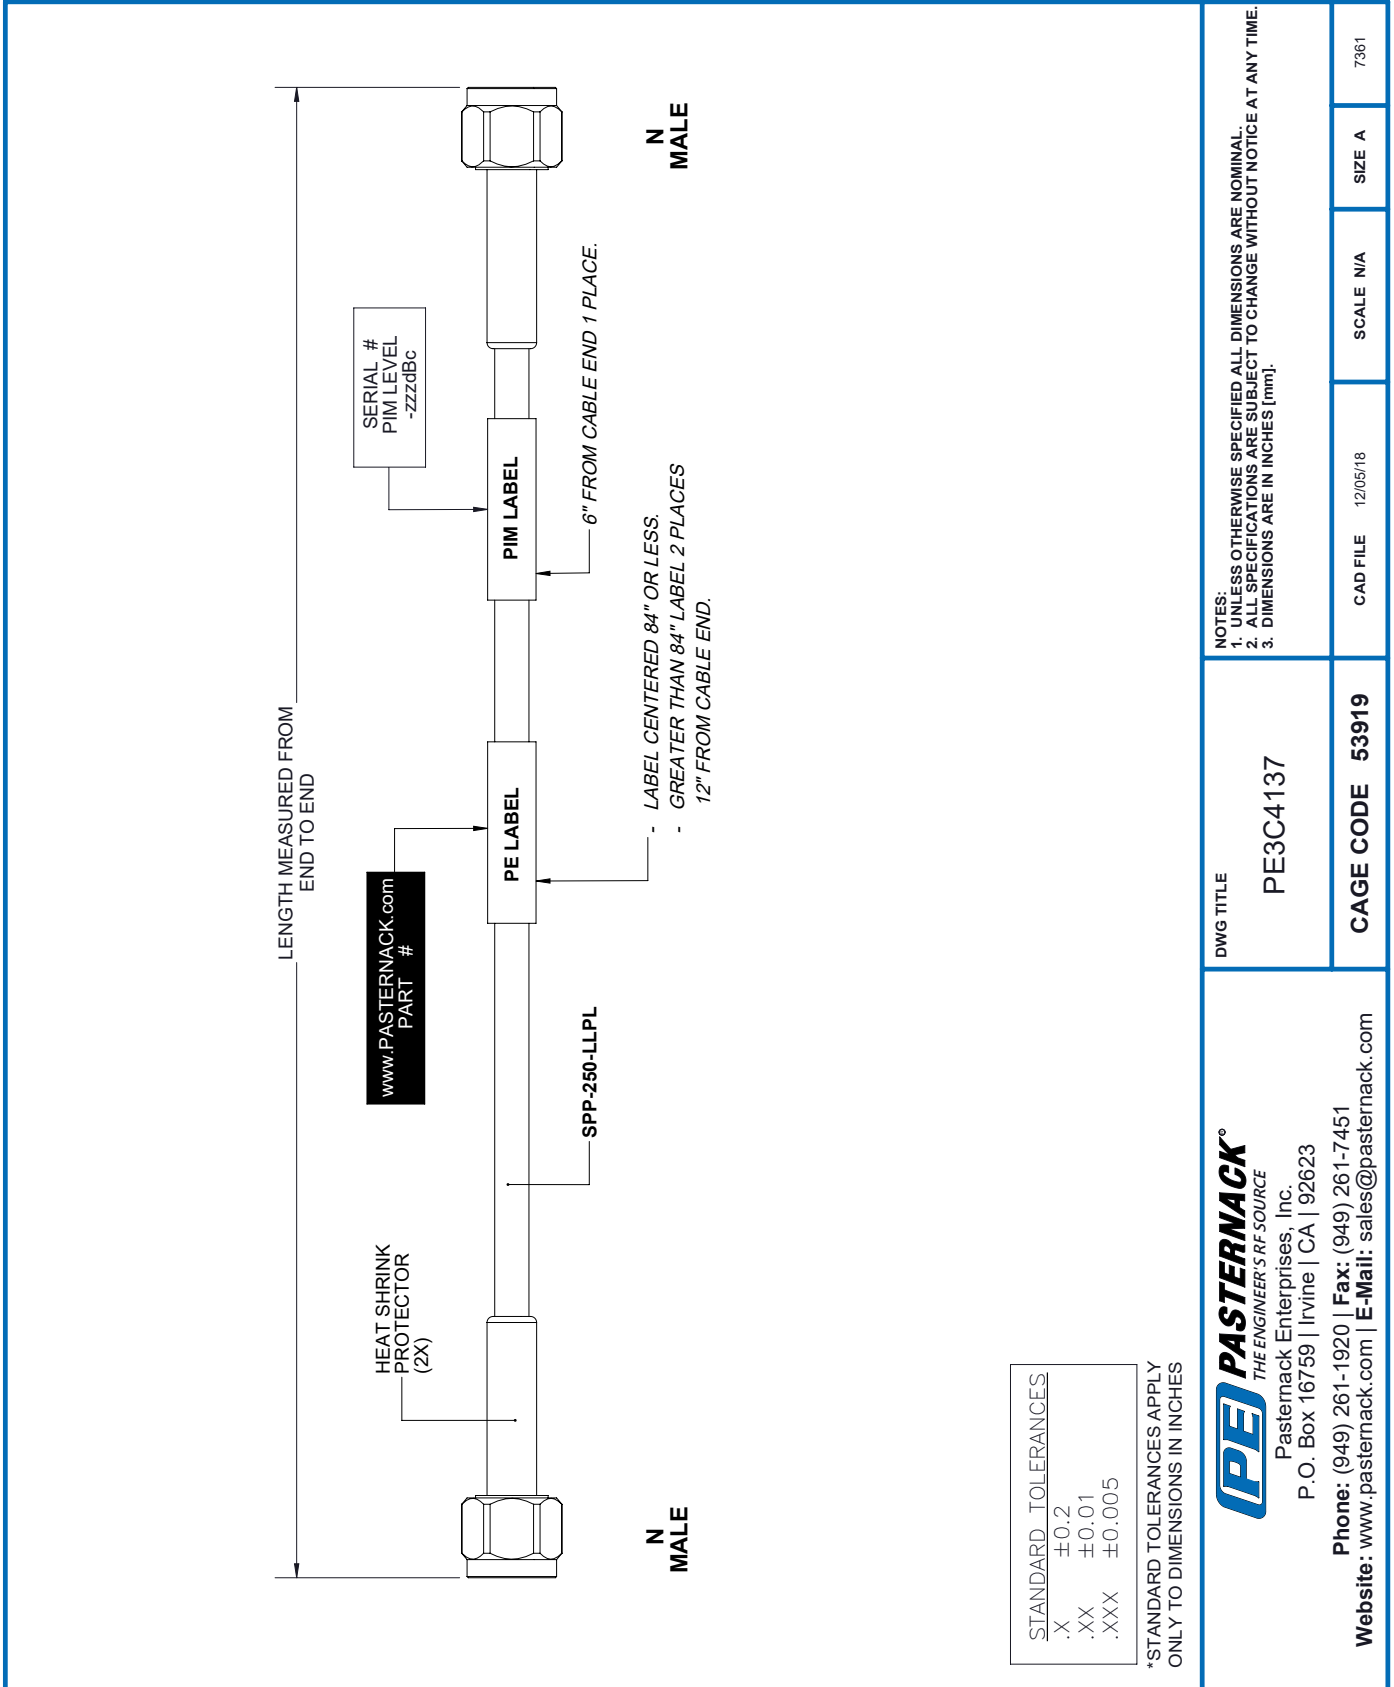 LENGTH MEASURED FROM
END TO END
www.PASTERNACK.com
PART #
SERIAL #
PIM LEVEL
-zzzdBc
HEAT SHRINK
PROTECTOR
(2X)
PE LABEL
PIM LABEL
SPP-250-LLPL
6" FROM CABLE END 1 PLACE.
- LABEL CENTERED 84" OR LESS.
- GREATER THAN 84" LABEL 2 PLACES
12" FROM CABLE END.
N
MALE
N
MALE
STANDARD TOLERANCES
.X ±0.2
.XX ±0.01
.XXX ±0.005
*STANDARD TOLERANCES APPLY
ONLY TO DIMENSIONS IN INCHES
PE PASTERNACK®
THE ENGINEER'S RF SOURCE
Pasternack Enterprises, Inc.
P.O. Box 16759 | Irvine | CA | 92623
Phone: (949) 261-1920 | Fax: (949) 261-7451
Website: www.pasternack.com | E-Mail: sales@pasternack.com
DWG TITLE
PE3C4137
CAGE CODE 53919
NOTES:
1. UNLESS OTHERWISE SPECIFIED ALL DIMENSIONS ARE NOMINAL.
2. ALL SPECIFICATIONS ARE SUBJECT TO CHANGE WITHOUT NOTICE AT ANY TIME.
3. DIMENSIONS ARE IN INCHES [mm].
CAD FILE 12/05/18
SCALE N/A
SIZE A
7361